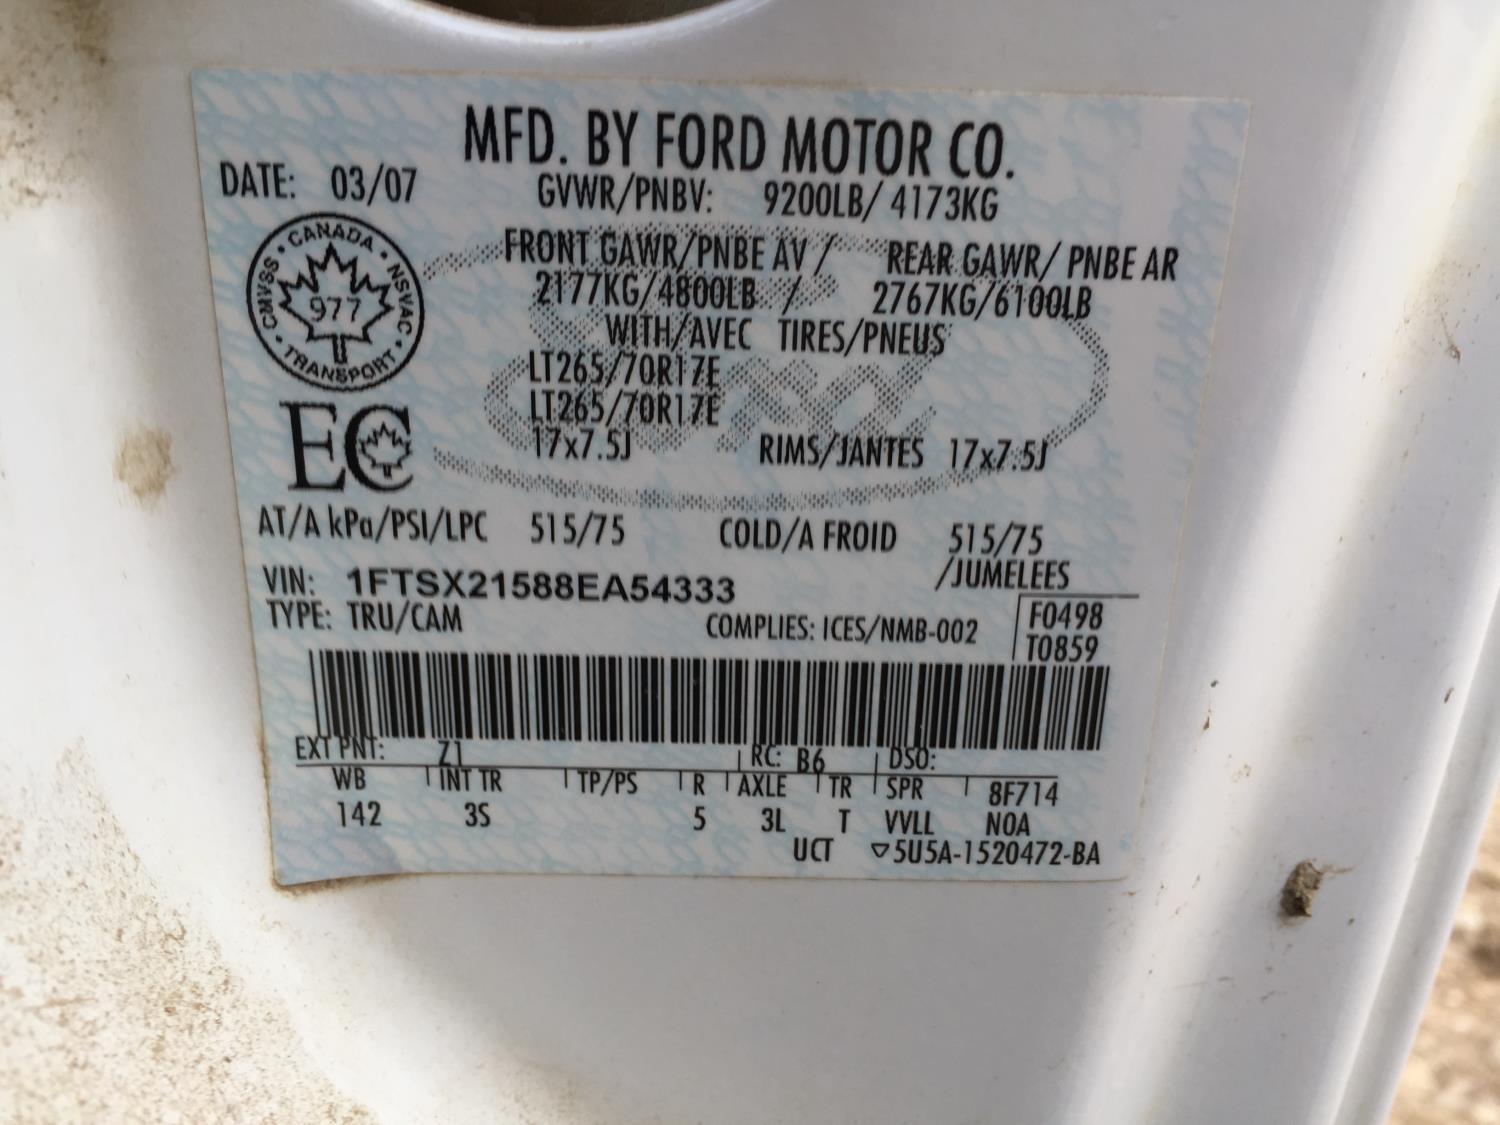 MFD. BY FORD MOTOR CO.
DATE: 03/07
GVWR/PNBV: 9200LB/ 4173KG
CANADA
CMVSS
NSVAC
977
TRANSPORT
FRONT GAWR/PNBE AV / REAR GAWR/ PNBE AR
2177KG/4800LB / 2767KG/6100LB
WITH/AVEC TIRES/PNEUS
LT265/70R17E
LT265/70R17E
17x7.5J RIMS/JANTES 17x7.5J
EC
AT/A kPa/PSI/LPC 515/75 COLD/A FROID 515/75
/JUMELEES
VIN: 1FTSX21588EA54333
TYPE: TRU/CAM COMPLIES: ICES/NMB-002
F0498
T0859
EXT PNT: Z1 RC: B6 DSO:
WB INT TR TP/PS R AXLE TR SPR 8F714
142 3S 5 3L T VVLL NOA
UCT ▽5U5A-1520472-BA